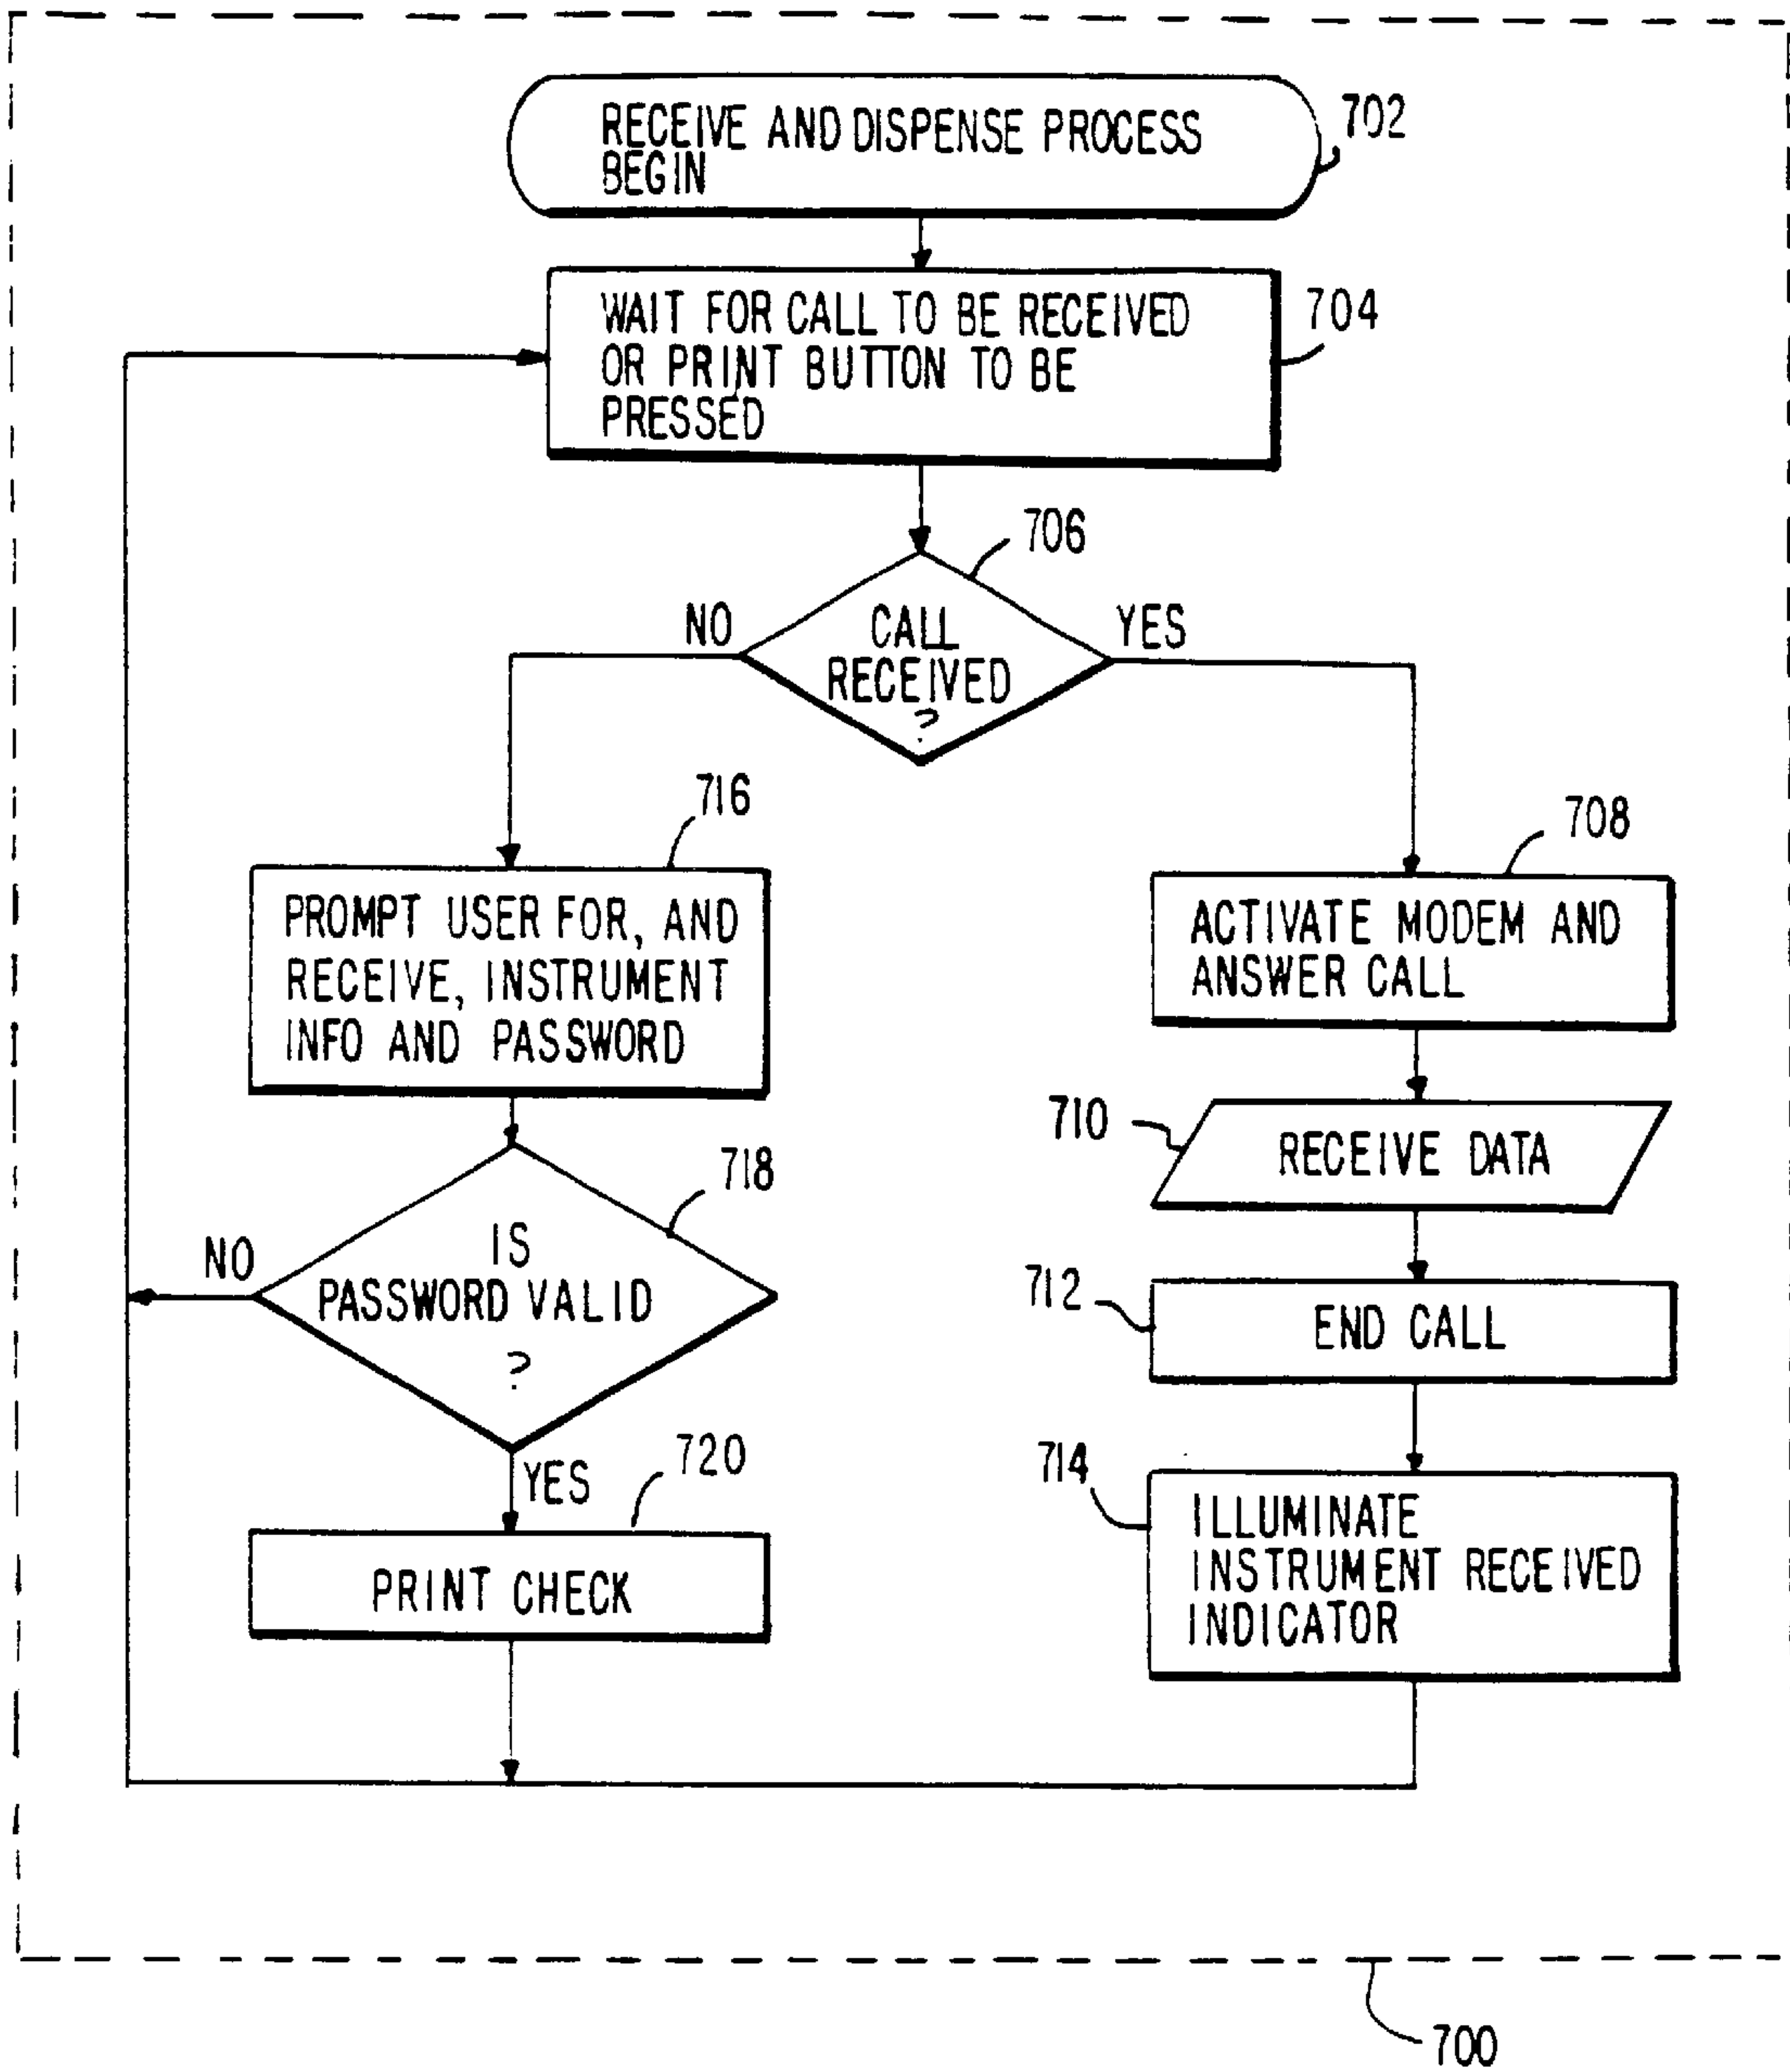 RECEIVE AND DISPENSE PROCESS
BEGIN
702
WAIT FOR CALL TO BE RECEIVED
OR PRINT BUTTON TO BE
PRESSED
704
706
NO
CALL
RECEIVED
?
YES
716
PROMPT USER FOR, AND
RECEIVE, INSTRUMENT
INFO AND PASSWORD
708
ACTIVATE MODEM AND
ANSWER CALL
710
RECEIVE DATA
718
NO
IS
PASSWORD VALID
?
YES
712
END CALL
720
PRINT CHECK
714
ILLUMINATE
INSTRUMENT RECEIVED
INDICATOR
700